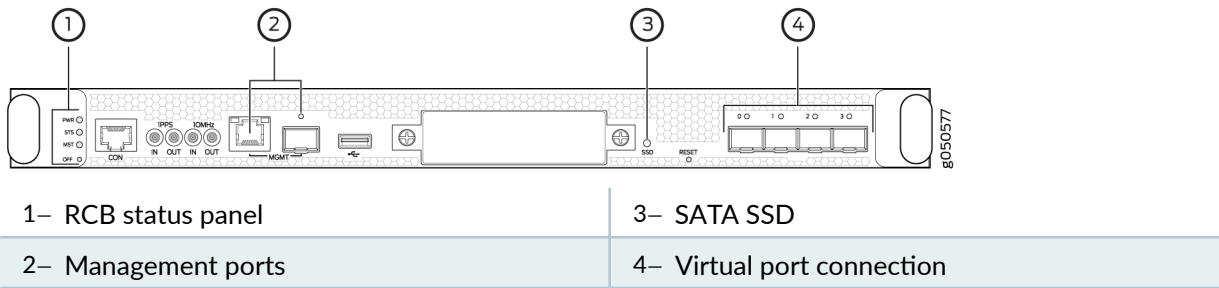 1 2 3 4
PWR
STS
MST
OFF
CON
1PPS 10MHz
IN OUT IN OUT
MGMT
SSD
RESET
0 1 2 3
g050577
1– RCB status panel
3– SATA SSD
2– Management ports
4– Virtual port connection